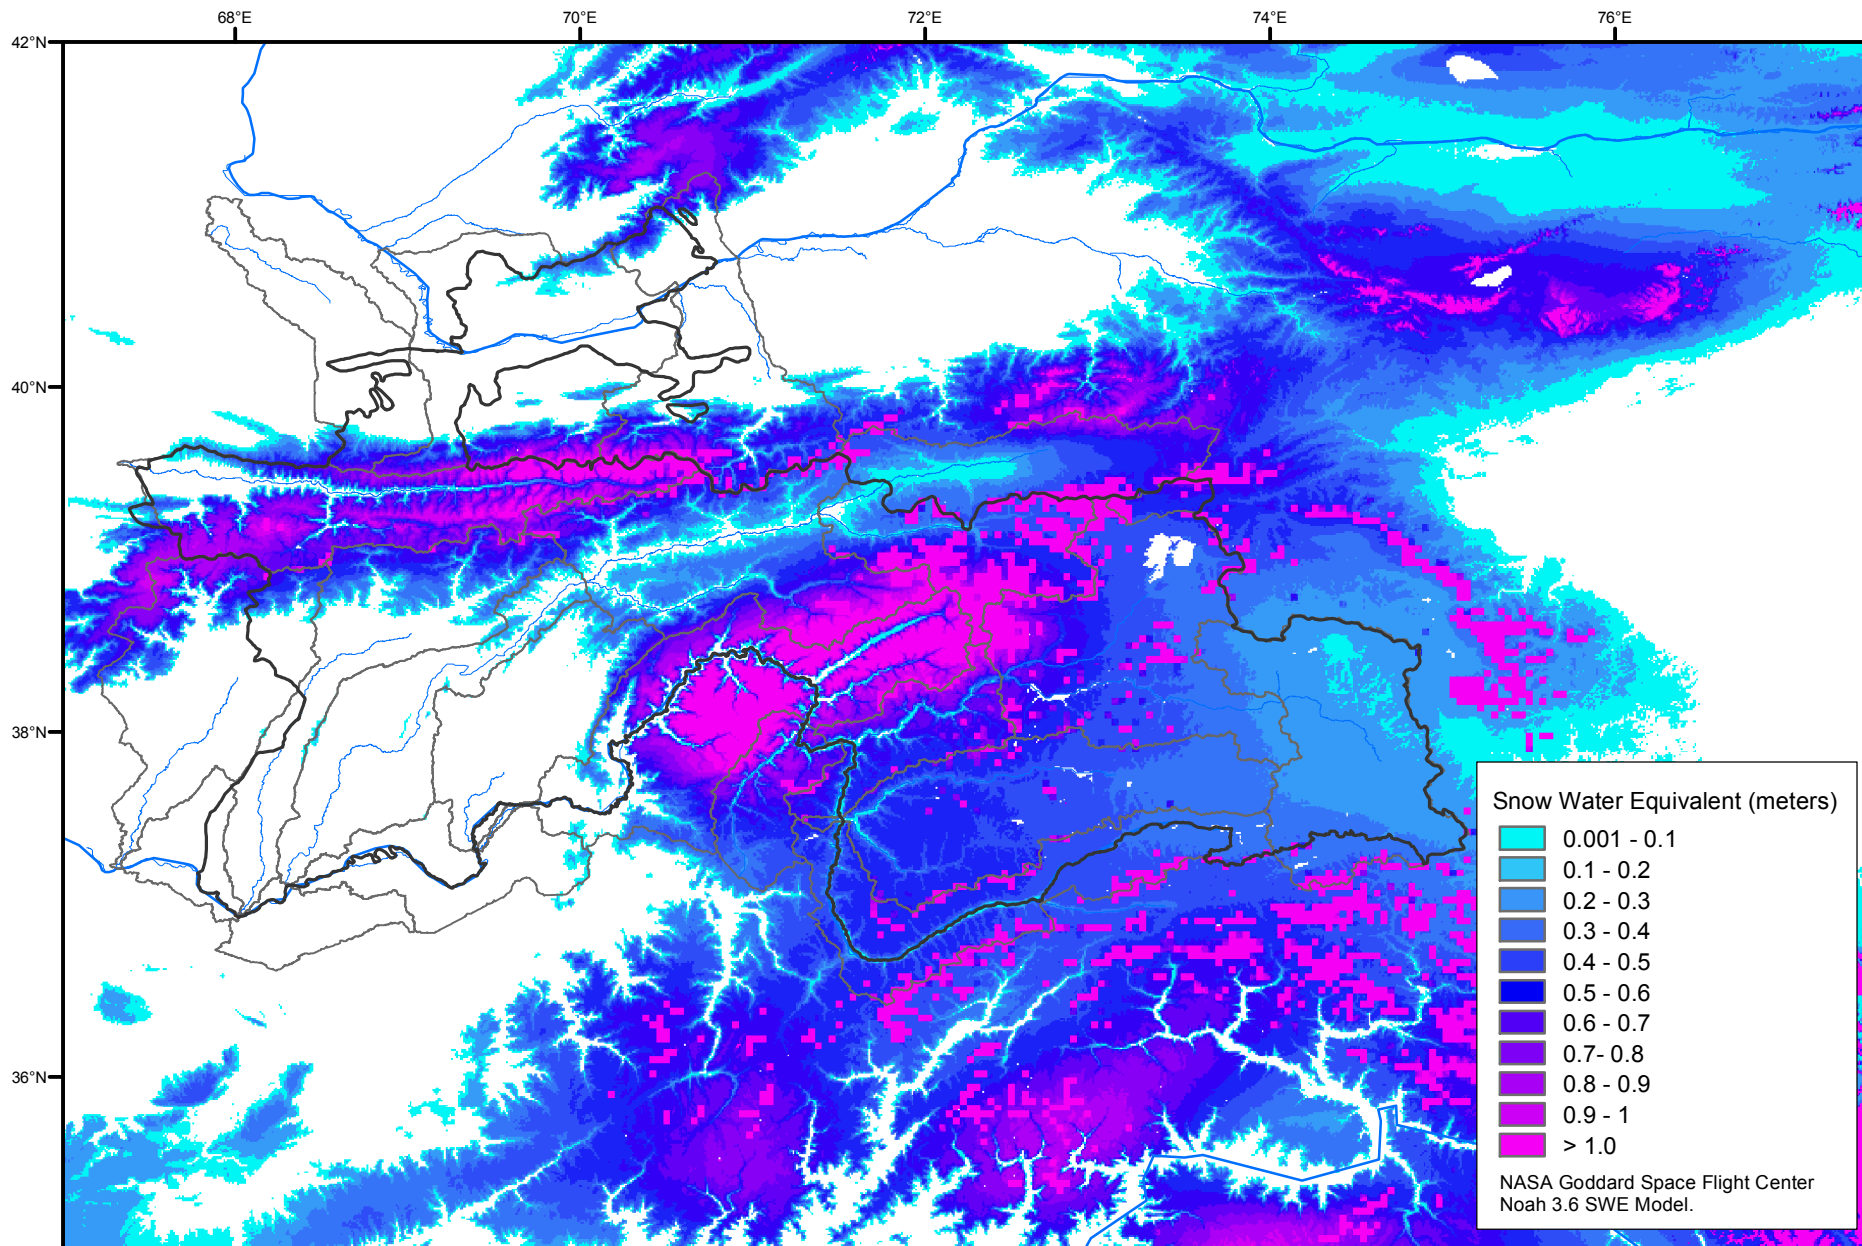 68°E
70°E
72°E
74°E
76°E
42°N
40°N
38°N
36°N
Snow Water Equivalent (meters)
0.001 - 0.1
0.1 - 0.2
0.2 - 0.3
0.3 - 0.4
0.4 - 0.5
0.5 - 0.6
0.6 - 0.7
0.7- 0.8
0.8 - 0.9
0.9 - 1
> 1.0
NASA Goddard Space Flight Center
Noah 3.6 SWE Model.